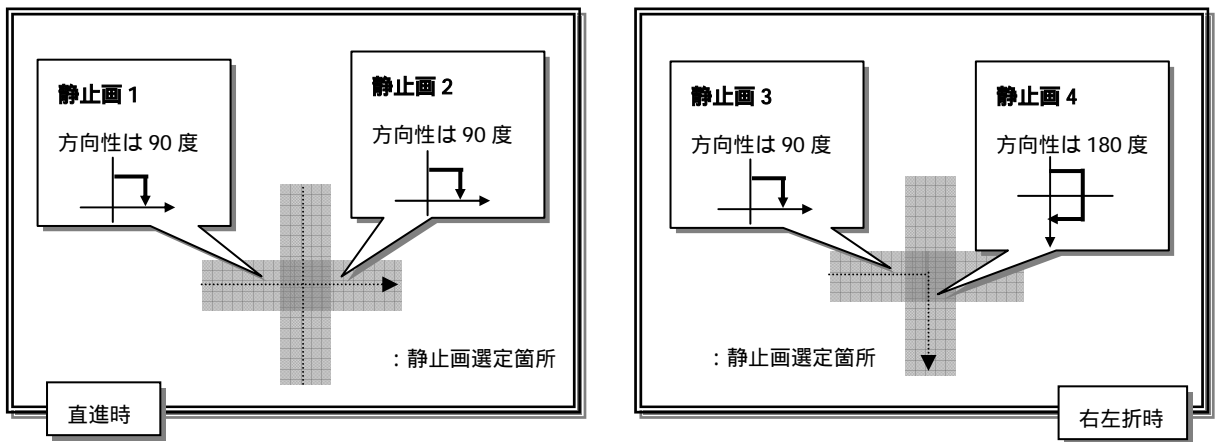 静止画 1
方向性は 90 度
静止画 2
方向性は 90 度
：静止画選定箇所
直進時
静止画 3
方向性は 90 度
静止画 4
方向性は 180 度
：静止画選定箇所
右左折時